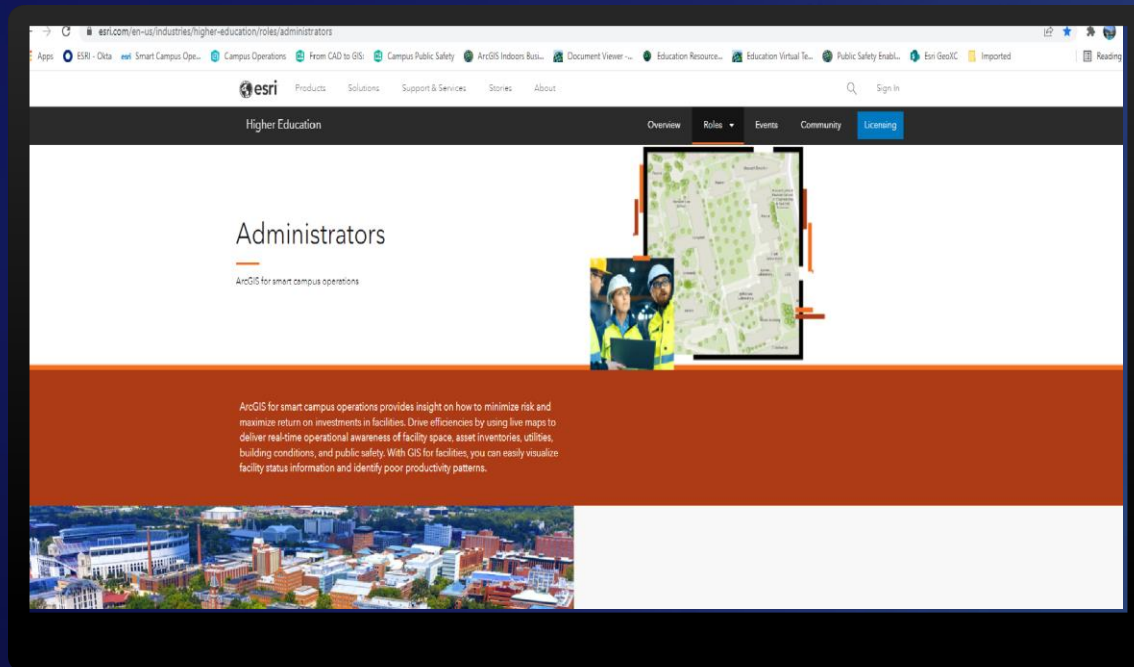 esri.com/en-us/industries/higher-education/roles/administrators
Apps ESRI - Okta esri Smart Campus Ope... Campus Operations From CAD to GIS: Campus Public Safety ArcGIS Indoors Busi... Document Viewer -... Education Resource... Education Virtual Te... Public Safety Enabl... Esri GeoXC Imported Reading
esri Products Solutions Support & Services Stories About Sign In
Higher Education Overview Roles Events Community Licensing
Administrators
ArcGIS for smart campus operations
ArcGIS for smart campus operations provides insight on how to minimize risk and
maximize return on investments in facilities. Drive efficiencies by using live maps to
deliver real-time operational awareness of facility space, asset inventories, utilities,
building conditions, and public safety. With GIS for facilities, you can easily visualize
facility status information and identify poor productivity patterns.